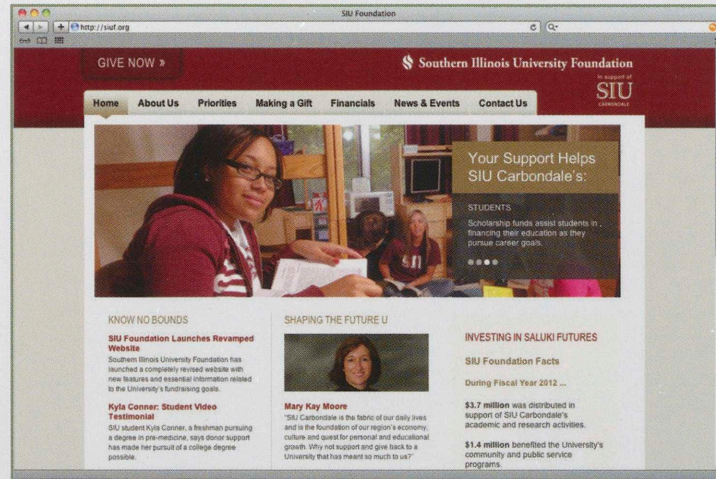 SIU Foundation
http://siuf.org
GIVE NOW »
Southern Illinois University Foundation
In support of
SIU
CARBONDALE
Home About Us Priorities Making a Gift Financials News & Events Contact Us
Your Support Helps
SIU Carbondale's:
STUDENTS
Scholarship funds assist students in
financing their education as they
pursue career goals.
SIU
KNOW NO BOUNDS
SIU Foundation Launches Revamped
Website
Southern Illinois University Foundation has
launched a completely revised website with
new features and essential information related
to the University's fundraising goals.
Kyla Conner: Student Video
Testimonial
SIU student Kyla Conner, a freshman pursuing
a degree in pre-medicine, says donor support
has made her pursuit of a college degree
possible.
SHAPING THE FUTURE U
Mary Kay Moore
"SIU Carbondale is the fabric of our daily lives
and is the foundation of our region's economy,
culture and quest for personal and educational
growth. Why not support and give back to a
University that has meant so much to us?"
INVESTING IN SALUKI FUTURES
SIU Foundation Facts
During Fiscal Year 2012 ...
$3.7 million was distributed in
support of SIU Carbondale's
academic and research activities.
$1.4 million benefited the University's
community and public service
programs.